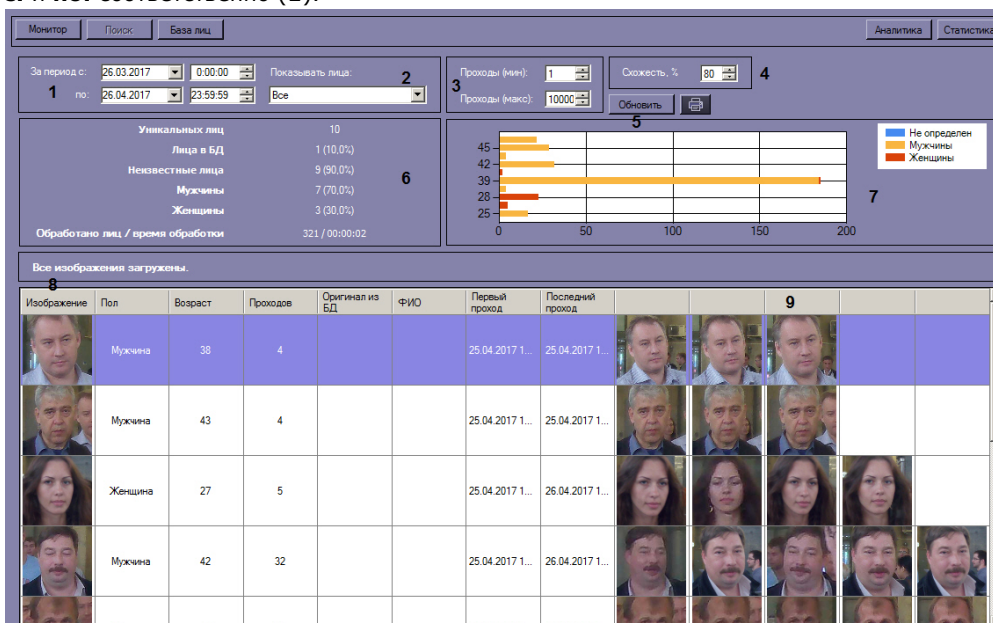 соответственно (1).
Монитор Поиск База лиц Аналитика Статистика
За период с: 26.03.2017 0:00:00 Показывать лица: 2 Проходы (мин): 1 Схожесть, % 80 4
1 по: 26.04.2017 23:59:59 Все 3 Проходы (макс): 10000 Обновить
5
Уникальных лиц 10
Лица в БД 1 (10,0%)
Неизвестные лица 9 (90,0%)
Мужчины 7 (70,0%)
Женщины 3 (30,0%)
Обработано лиц / время обработки 321 / 00:00:02
6
45
42
39
28
25
0 50 100 150 200
Не определен
Мужчины
Женщины
7
Все изображения загружены.
8
Изображение Пол Возраст Проходов Оригинал из БД ФИО Первый проход Последний проход 9
Мужчина 38 4 25.04.2017 1... 25.04.2017 1...
Мужчина 43 4 25.04.2017 1... 25.04.2017 1...
Женщина 27 5 25.04.2017 1... 26.04.2017 1...
Мужчина 42 32 25.04.2017 1... 26.04.2017 1...